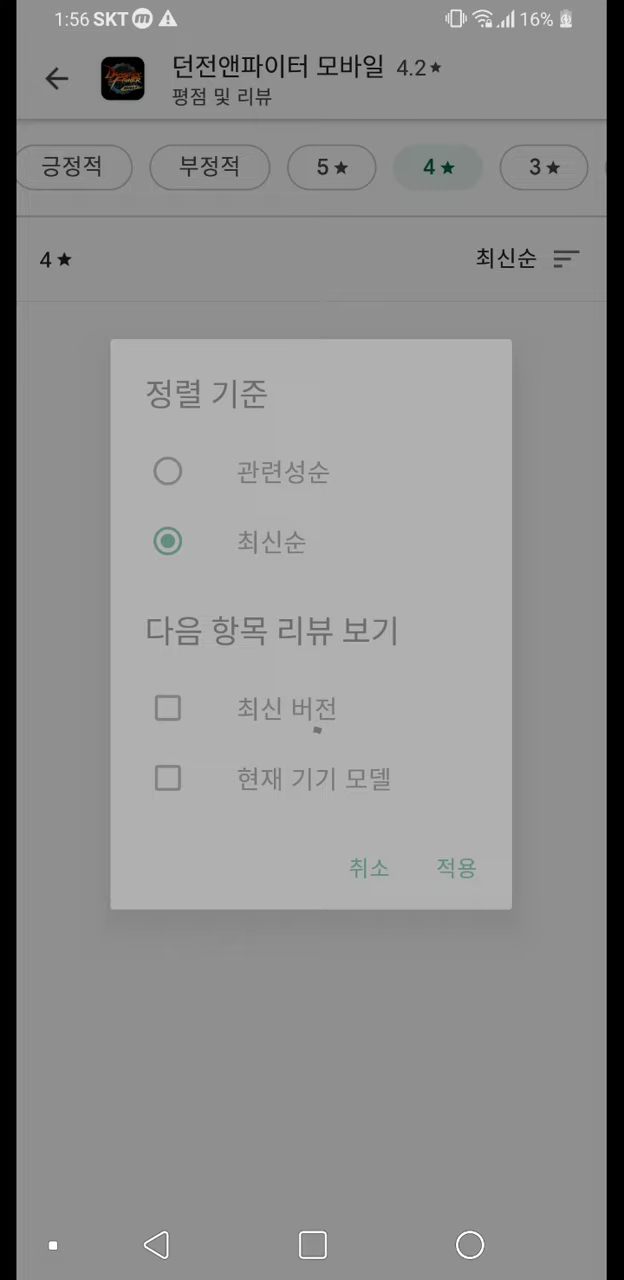 1:56 SKT m 16%
던전앤파이터 모바일 4.2★
평점 및 리뷰
긍정적 부정적 5★ 4★ 3★
4★ 최신순
정렬 기준
관련성순
최신순
다음 항목 리뷰 보기
최신 버전
현재 기기 모델
취소 적용